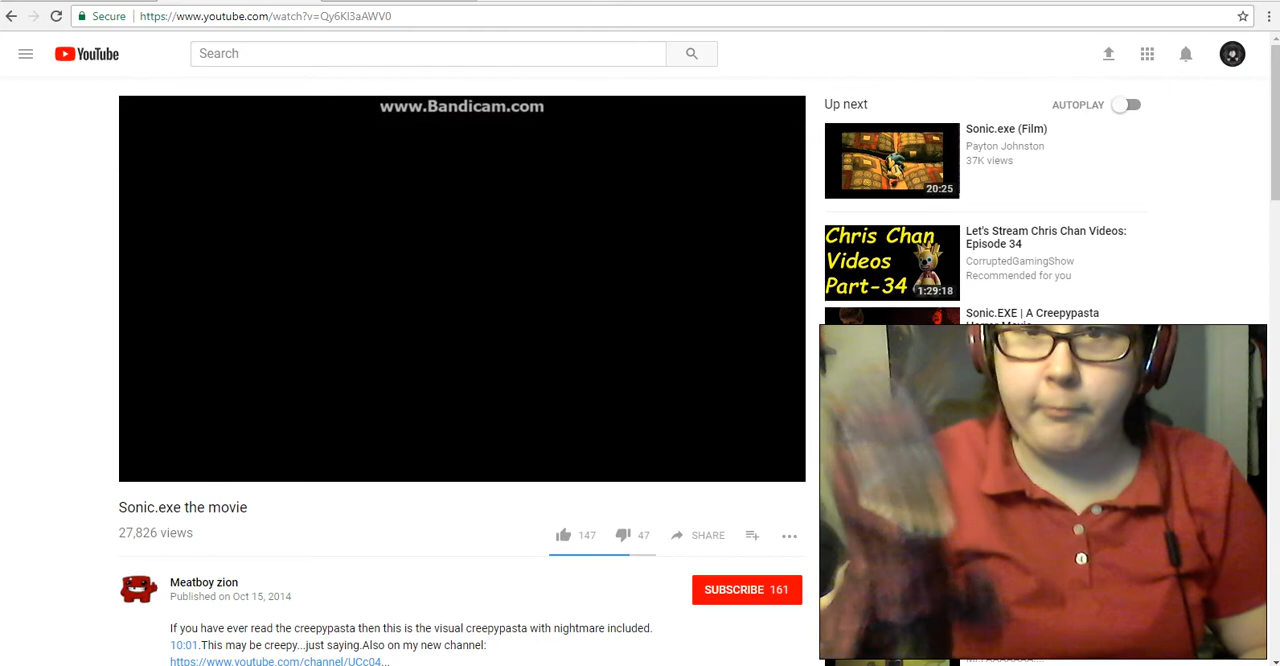 Secure https://www.youtube.com/watch?v=Qy6Kl3aAWV0
YouTube
Search
www.Bandicam.com
Up next
AUTOPLAY
20:25
Sonic.exe (Film)
Payton Johnston
37K views
Chris Chan
Videos
Part-34
1:29:18
Let's Stream Chris Chan Videos:
Episode 34
CorruptedGamingShow
Recommended for you
Sonic.EXE | A Creepypasta
Sonic.exe the movie
27,826 views
147
47
SHARE
Meatboy zion
Published on Oct 15, 2014
SUBSCRIBE 161
If you have ever read the creepypasta then this is the visual creepypasta with nightmare included.
10:01.This may be creepy...just saying.Also on my new channel:
https://www.youtube.com/channel/UCc04...